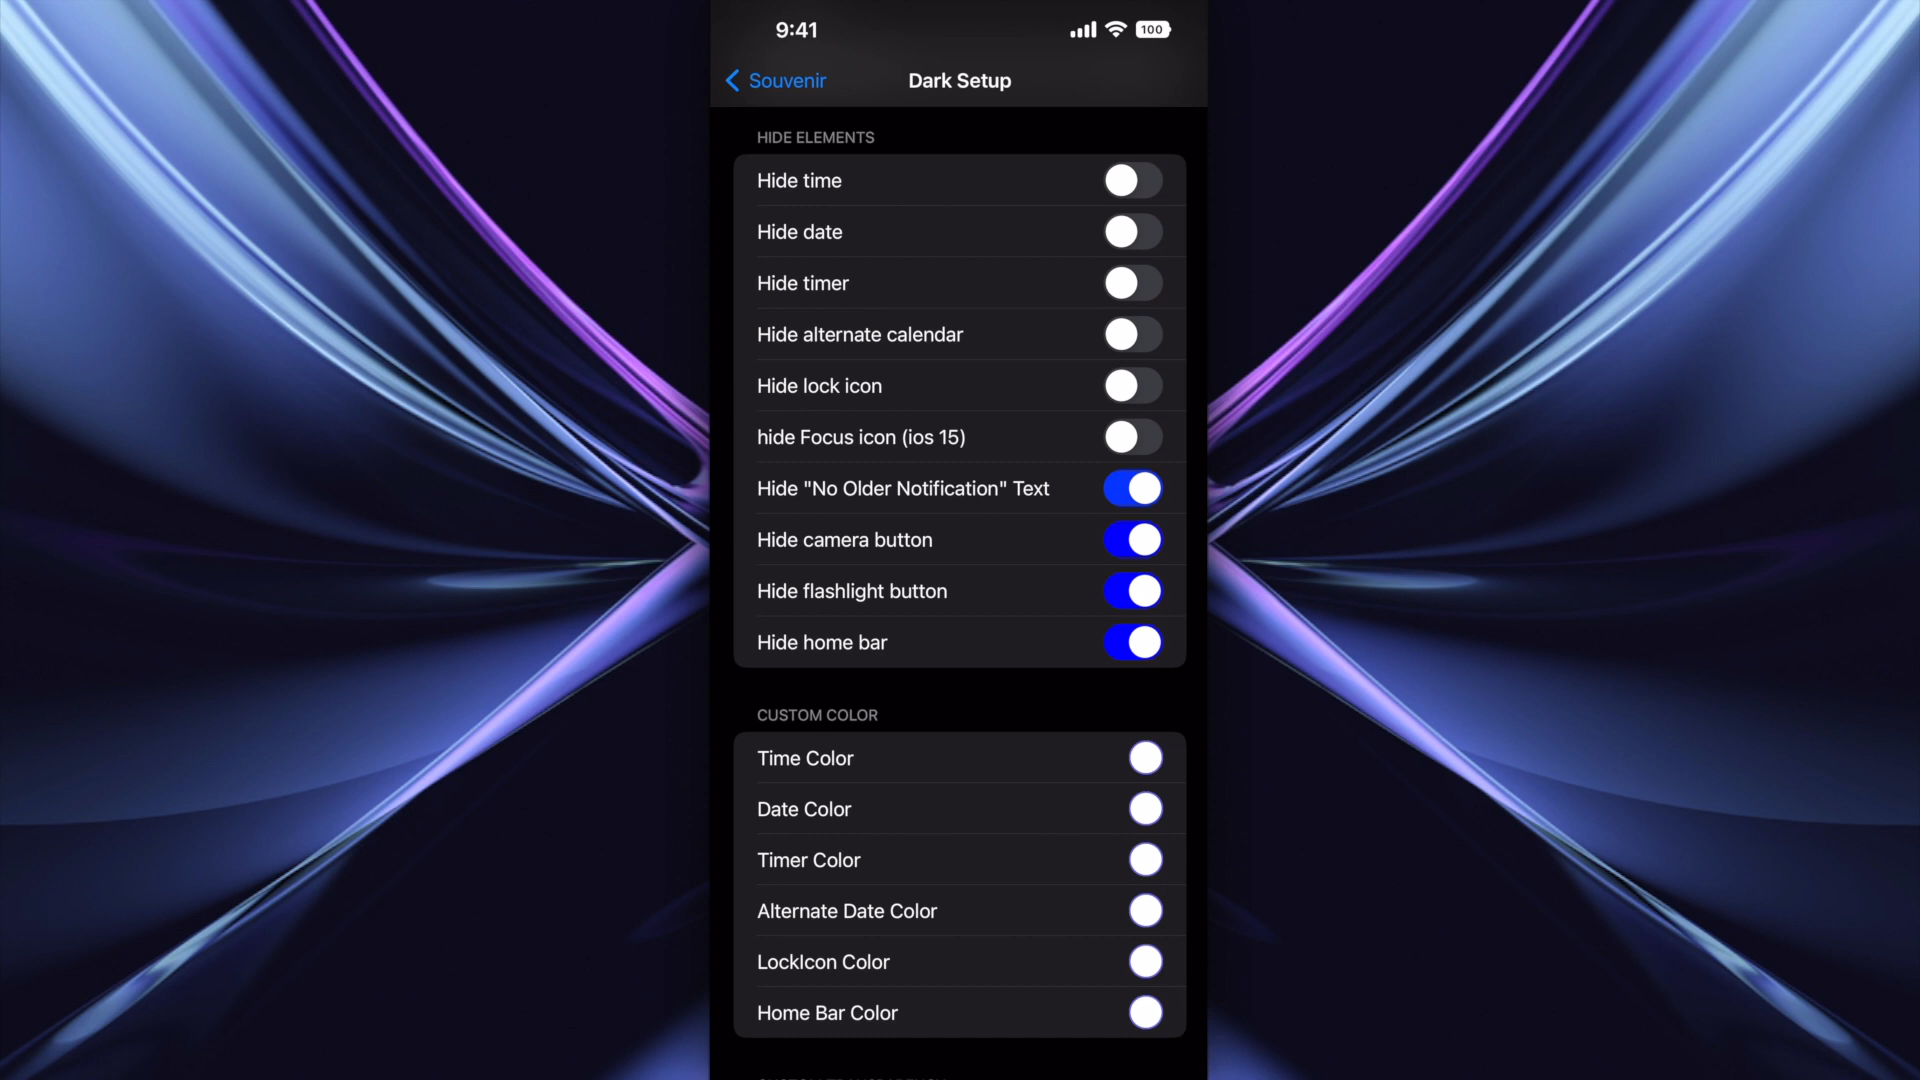 9:41
100
Souvenir
Dark Setup
HIDE ELEMENTS
Hide time
Hide date
Hide timer
Hide alternate calendar
Hide lock icon
hide Focus icon (ios 15)
Hide "No Older Notification" Text
Hide camera button
Hide flashlight button
Hide home bar
CUSTOM COLOR
Time Color
Date Color
Timer Color
Alternate Date Color
LockIcon Color
Home Bar Color